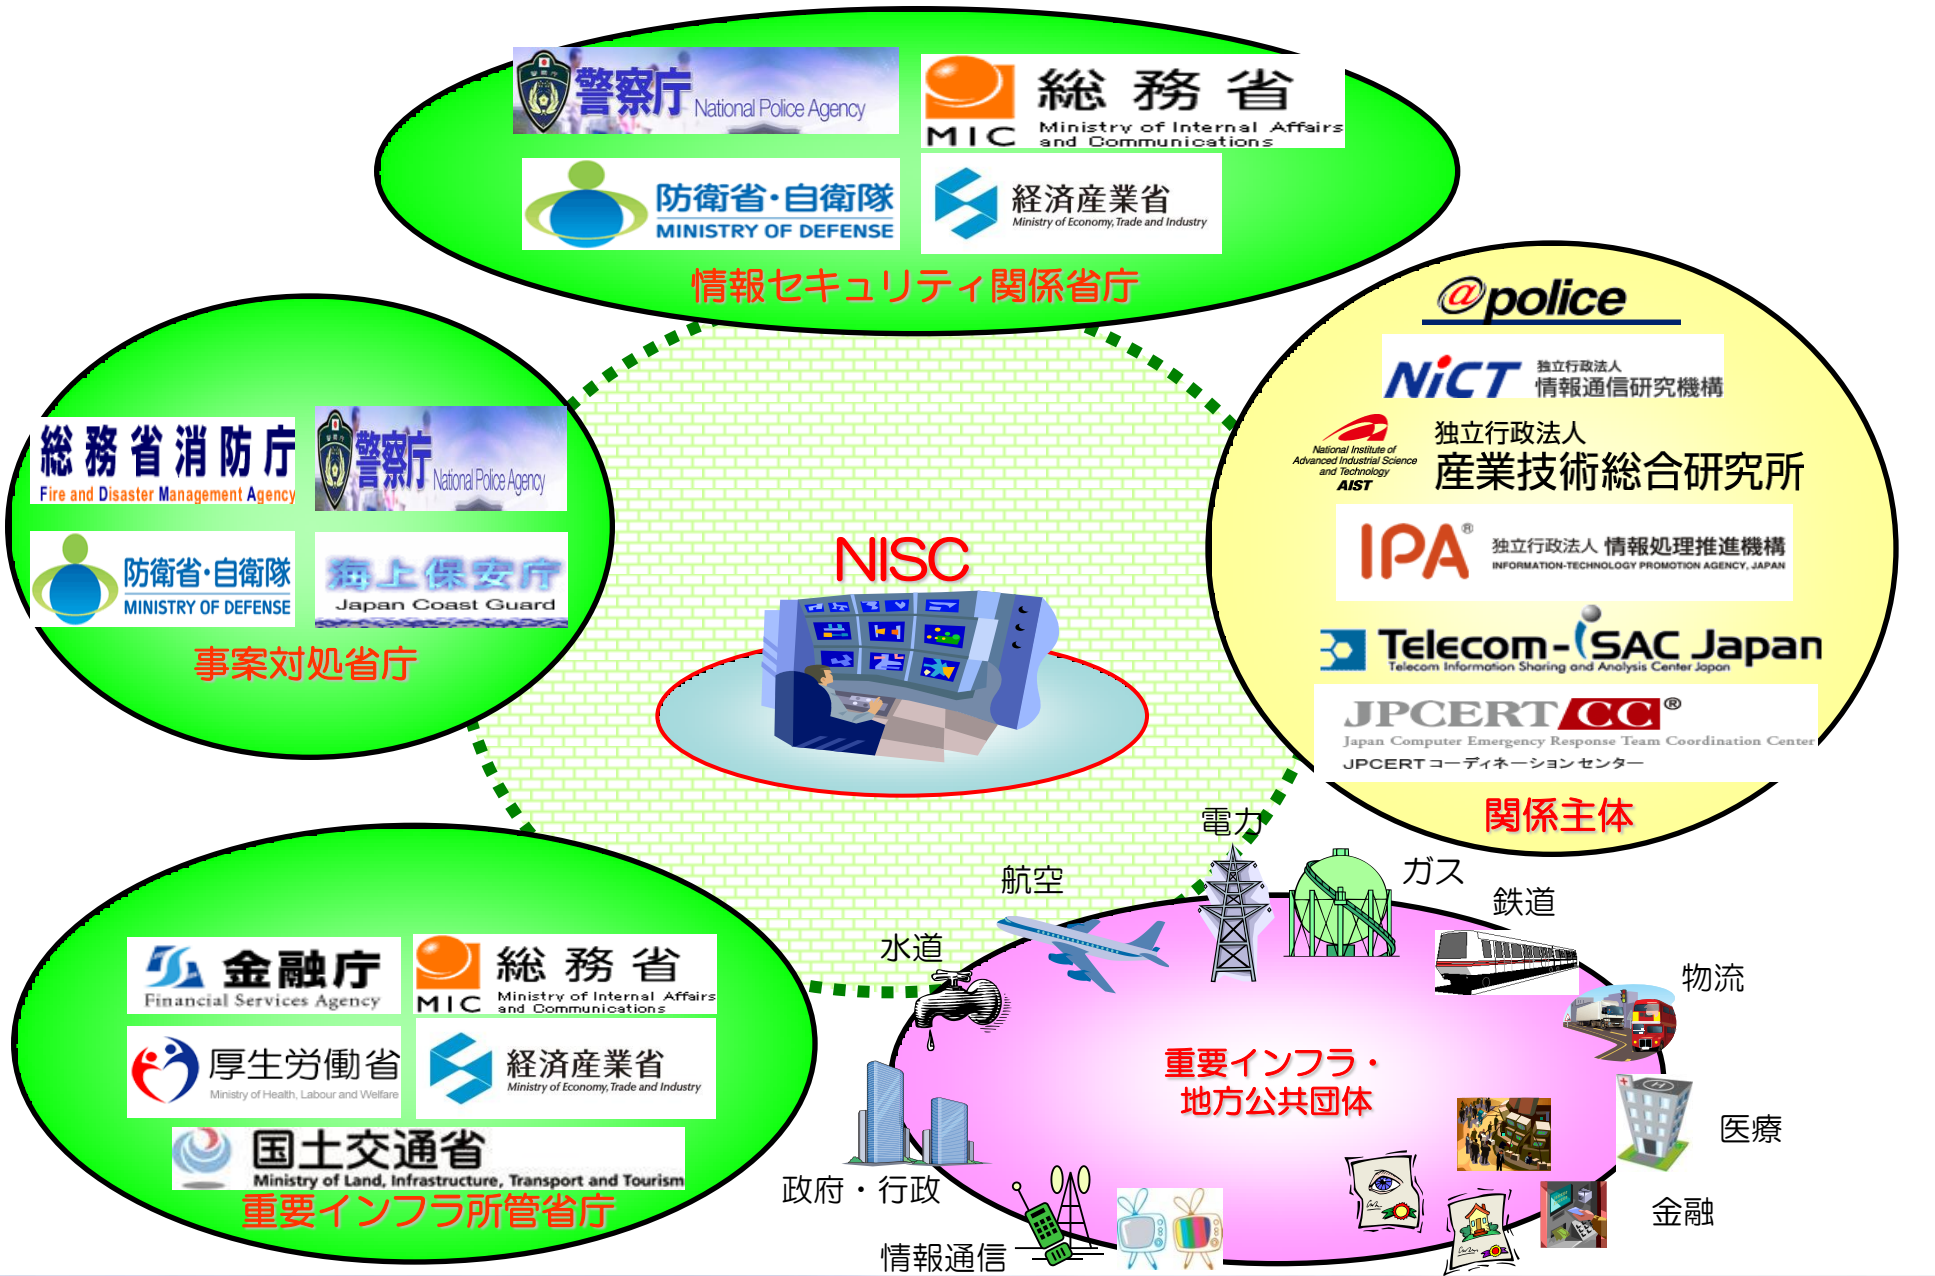 警察庁 National Police Agency
総務省
MIC Ministry of Internal Affairs
and Communications
防衛省・自衛隊
MINISTRY OF DEFENSE
経済産業省
Ministry of Economy, Trade and Industry
情報セキュリティ関係省庁
@police
NiCT 独立行政法人
情報通信研究機構
National Institute of
Advanced Industrial Science
and Technology
AIST
独立行政法人
産業技術総合研究所
IPA® 独立行政法人 情報処理推進機構
INFORMATION-TECHNOLOGY PROMOTION AGENCY, JAPAN
Telecom-iSAC Japan
Telecom Information Sharing and Analysis Center Japan
JPCERT CC®
Japan Computer Emergency Response Team Coordination Center
JPCERT コーディネーションセンター
関係主体
総務省消防庁
Fire and Disaster Management Agency
警察庁 National Police Agency
防衛省・自衛隊
MINISTRY OF DEFENSE
海上保安庁
Japan Coast Guard
事案対処省庁
NISC
金融庁
Financial Services Agency
総務省
MIC Ministry of Internal Affairs
and Communications
厚生労働省
Ministry of Health, Labour and Welfare
経済産業省
Ministry of Economy, Trade and Industry
国土交通省
Ministry of Land, Infrastructure, Transport and Tourism
重要インフラ所管省庁
電力
ガス
航空
鉄道
水道
物流
重要インフラ・
地方公共団体
医療
政府・行政
金融
情報通信